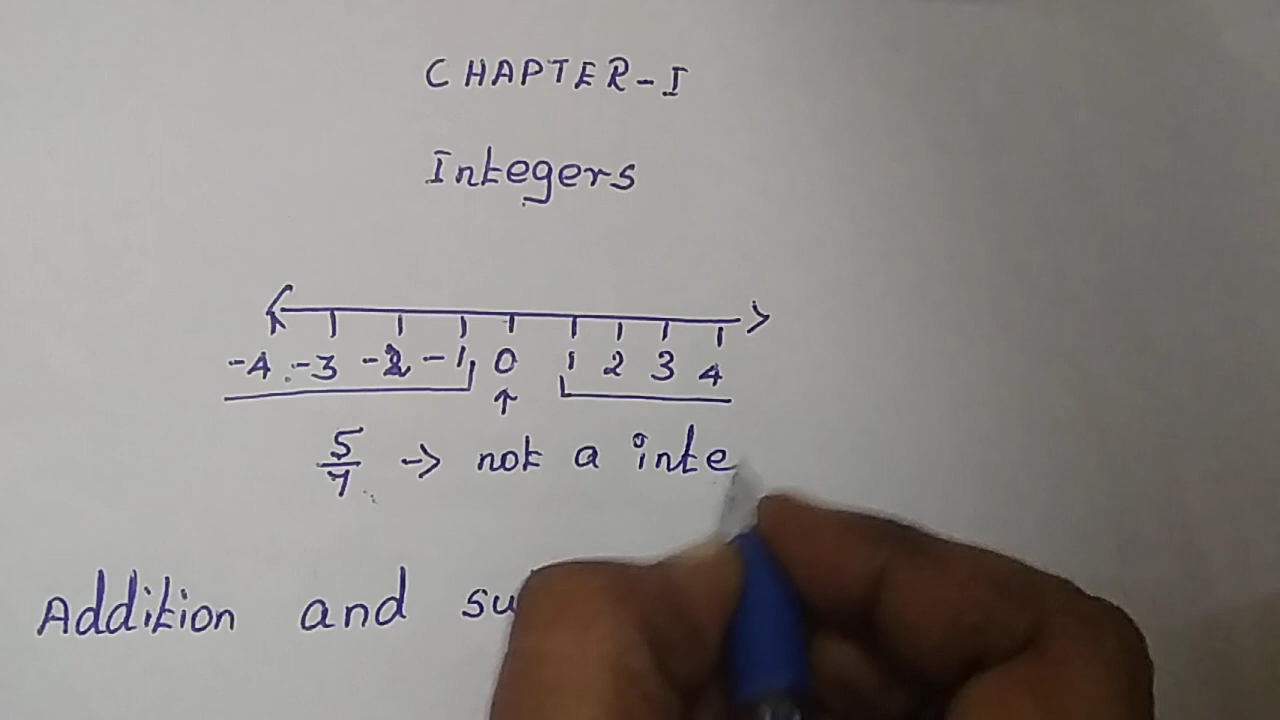 CHAPTER-I
Integers
-4 -3 -2 -1 0 1 2 3 4
5/7 -> not a inte
Addition and su